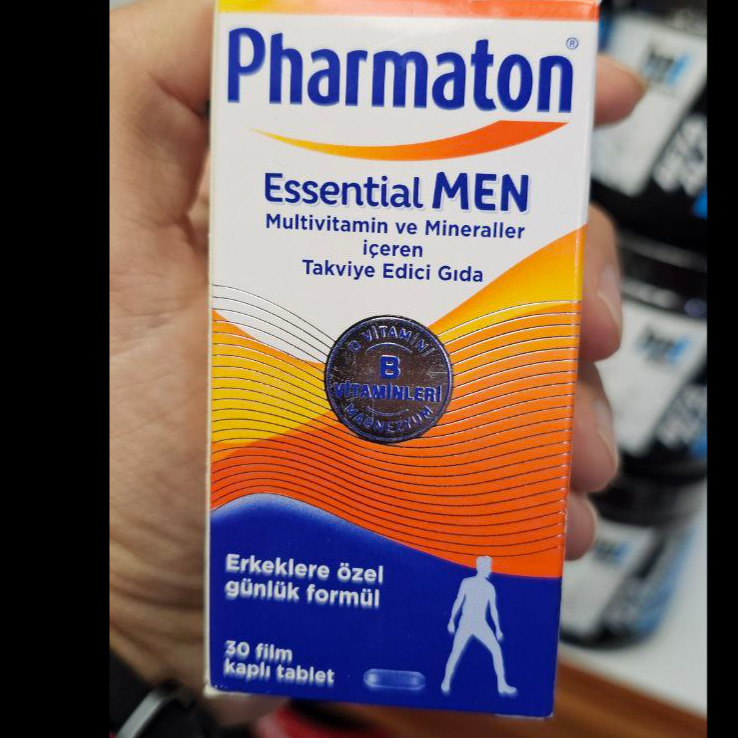 Pharmaton®
Essential MEN
Multivitamin ve Mineraller
içeren
Takviye Edici Gıda
D VİTAMİNİ
B
VİTAMİNLERİ
MAGNEZYUM
Erkeklere özel
günlük formül
30 film
kaplı tablet